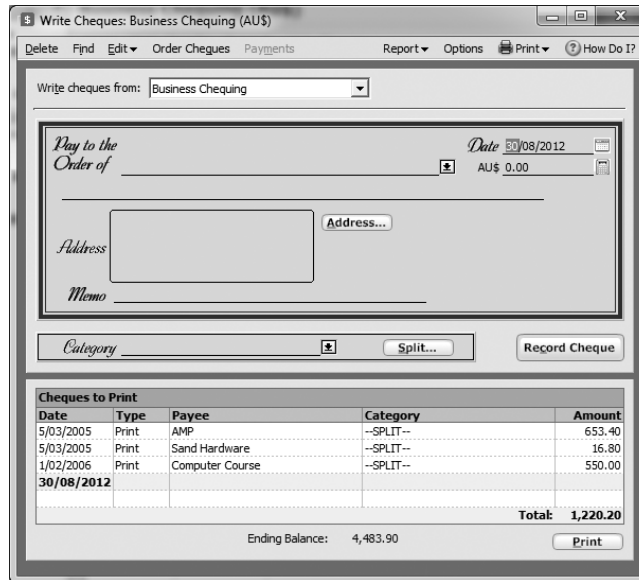 Write Cheques: Business Chequing (AU$)
Delete Find Edit Order Cheques Payments Report Options Print How Do I?
Write cheques from: Business Chequing
Pay to the
Order of
Date 30/08/2012
AU$ 0.00
Address...
Address
Memo
Category Split... Record Cheque
Cheques to Print
Date Type Payee Category Amount
5/03/2005 Print AMP --SPLIT-- 653.40
5/03/2005 Print Sand Hardware --SPLIT-- 16.80
1/02/2006 Print Computer Course --SPLIT-- 550.00
30/08/2012
Total: 1,220.20
Ending Balance: 4,483.90 Print